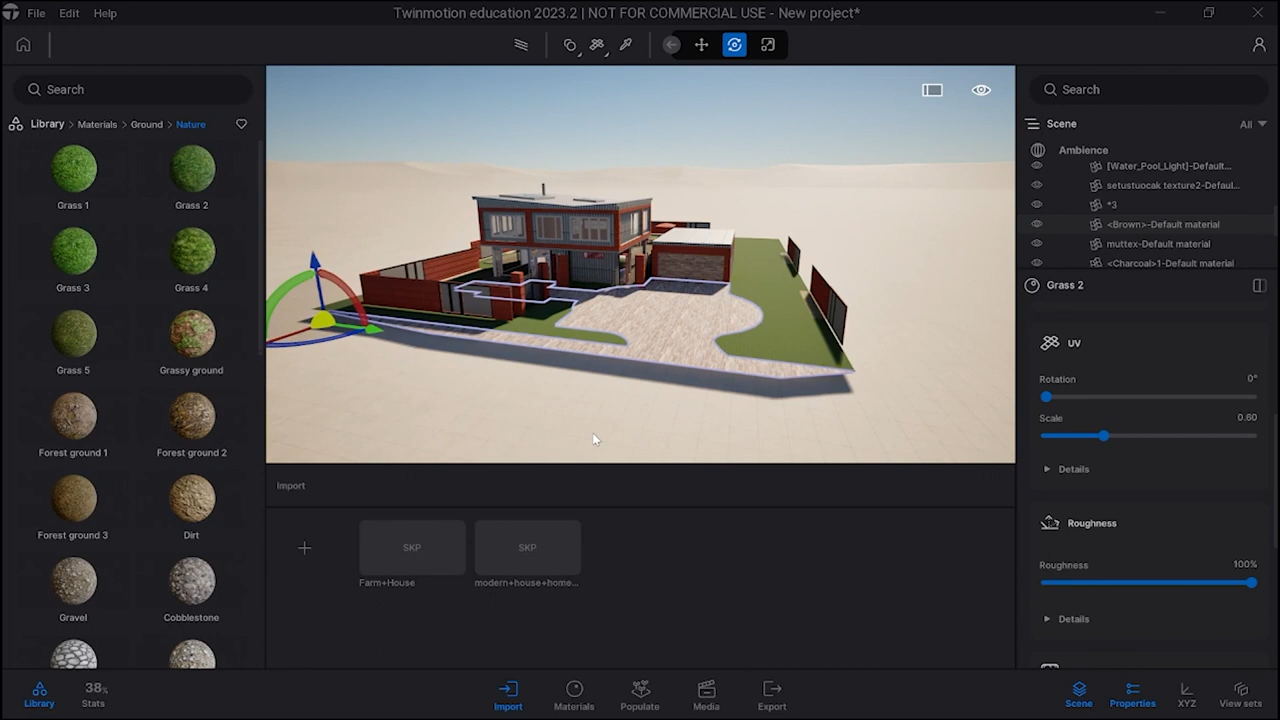 File Edit Help
Twinmotion education 2023.2 | NOT FOR COMMERCIAL USE - New project*
Search
Library > Materials > Ground > Nature
Grass 1
Grass 2
Grass 3
Grass 4
Grass 5
Grassy ground
Forest ground 1
Forest ground 2
Forest ground 3
Dirt
Gravel
Cobblestone
Import
SKP
SKP
Farm+House
modern+house+home...
Search
Scene
All
Ambience
[Water_Pool_Light]-Default...
setustuocak texture2-Defaul...
*3
<Brown>-Default material
muttex-Default material
<Charcoal>1-Default material
Grass 2
UV
Rotation 0°
Scale 0.60
Details
Roughness
Roughness 100%
Details
Library
38%
Stats
Import
Materials
Populate
Media
Export
Scene
Properties
XYZ
View sets